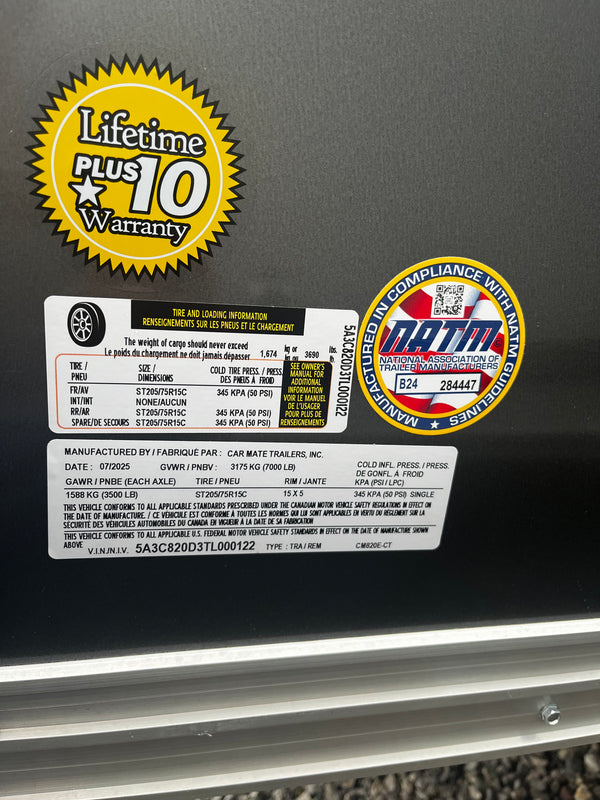 Lifetime
PLUS 10
Warranty
TIRE AND LOADING INFORMATION
RENSEIGNEMENTS SUR LES PNEUS ET LE CHARGEMENT
The weight of cargo should never exceed
Le poids du chargement ne doit jamais dépasser
1,674 kg or kg ou 3690 lbs.
TIRE / PNEU SIZE / DIMENSIONS COLD TIRE PRESS. / PRESS. DES PNEUS À FROID
FR/AV ST205/75R15C 345 KPA (50 PSI)
INT/INT NONE/AUCUN
RR/AR ST205/75R15C 345 KPA (50 PSI)
SPARE/DE SECOURS ST205/75R15C 345 KPA (50 PSI)
SEE OWNER'S
MANUAL FOR
ADDITIONAL
INFORMATION
VOIR LE MANUEL
DE L'USAGER
POUR PLUS DE
RENSEIGNEMENTS
5A3C820D3TL000122
MANUFACTURED IN COMPLIANCE WITH NATM GUIDELINES
NATM
NATIONAL ASSOCIATION OF
TRAILER MANUFACTURERS
B24 284447
MANUFACTURED BY / FABRIQUÉ PAR : CAR MATE TRAILERS, INC.
DATE : 07/2025 GVWR / PNBV : 3175 KG (7000 LB)
COLD INFL. PRESS. / PRESS.
DE GONFL. À FROID
KPA (PSI / LPC)
GAWR / PNBE (EACH AXLE) TIRE / PNEU RIM / JANTE
1588 KG (3500 LB) ST205/75R15C 15 X 5 345 KPA (50 PSI) SINGLE
THIS VEHICLE CONFORMS TO ALL APPLICABLE STANDARDS PRESCRIBED UNDER THE CANADIAN MOTOR VEHICLE SAFETY REGULATIONS IN EFFECT ON
THE DATE OF MANUFACTURE. / CE VÉHICULE EST CONFORME À TOUTES LES NORMES QUI LUI SONT APPLICABLES EN VERTU DU RÈGLEMENT SUR LA
SÉCURITÉ DES VÉHICULES AUTOMOBILES DU CANADA EN VIGUEUR À LA DATE DE SA FABRICATION
THIS VEHICLE CONFORMS TO ALL APPLICABLE U.S. FEDERAL MOTOR VEHICLE SAFETY STANDARDS IN EFFECT ON THE DATE OF MANUFACTURE SHOWN
ABOVE
V.I.N./N.I.V. 5A3C820D3TL000122 TYPE : TRA / REM CM820E-CT